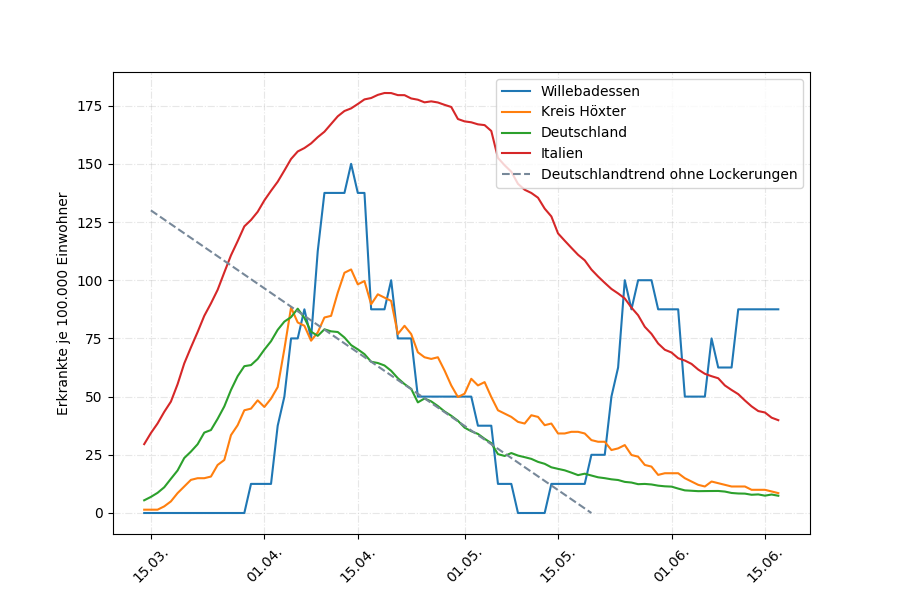 Willebadessen
Kreis Höxter
Deutschland
Italien
Deutschlandtrend ohne Lockerungen
Erkrankte je 100.000 Einwohner
175
150
125
100
75
50
25
0
15.03.
01.04.
15.04.
01.05.
15.05.
01.06.
15.06.